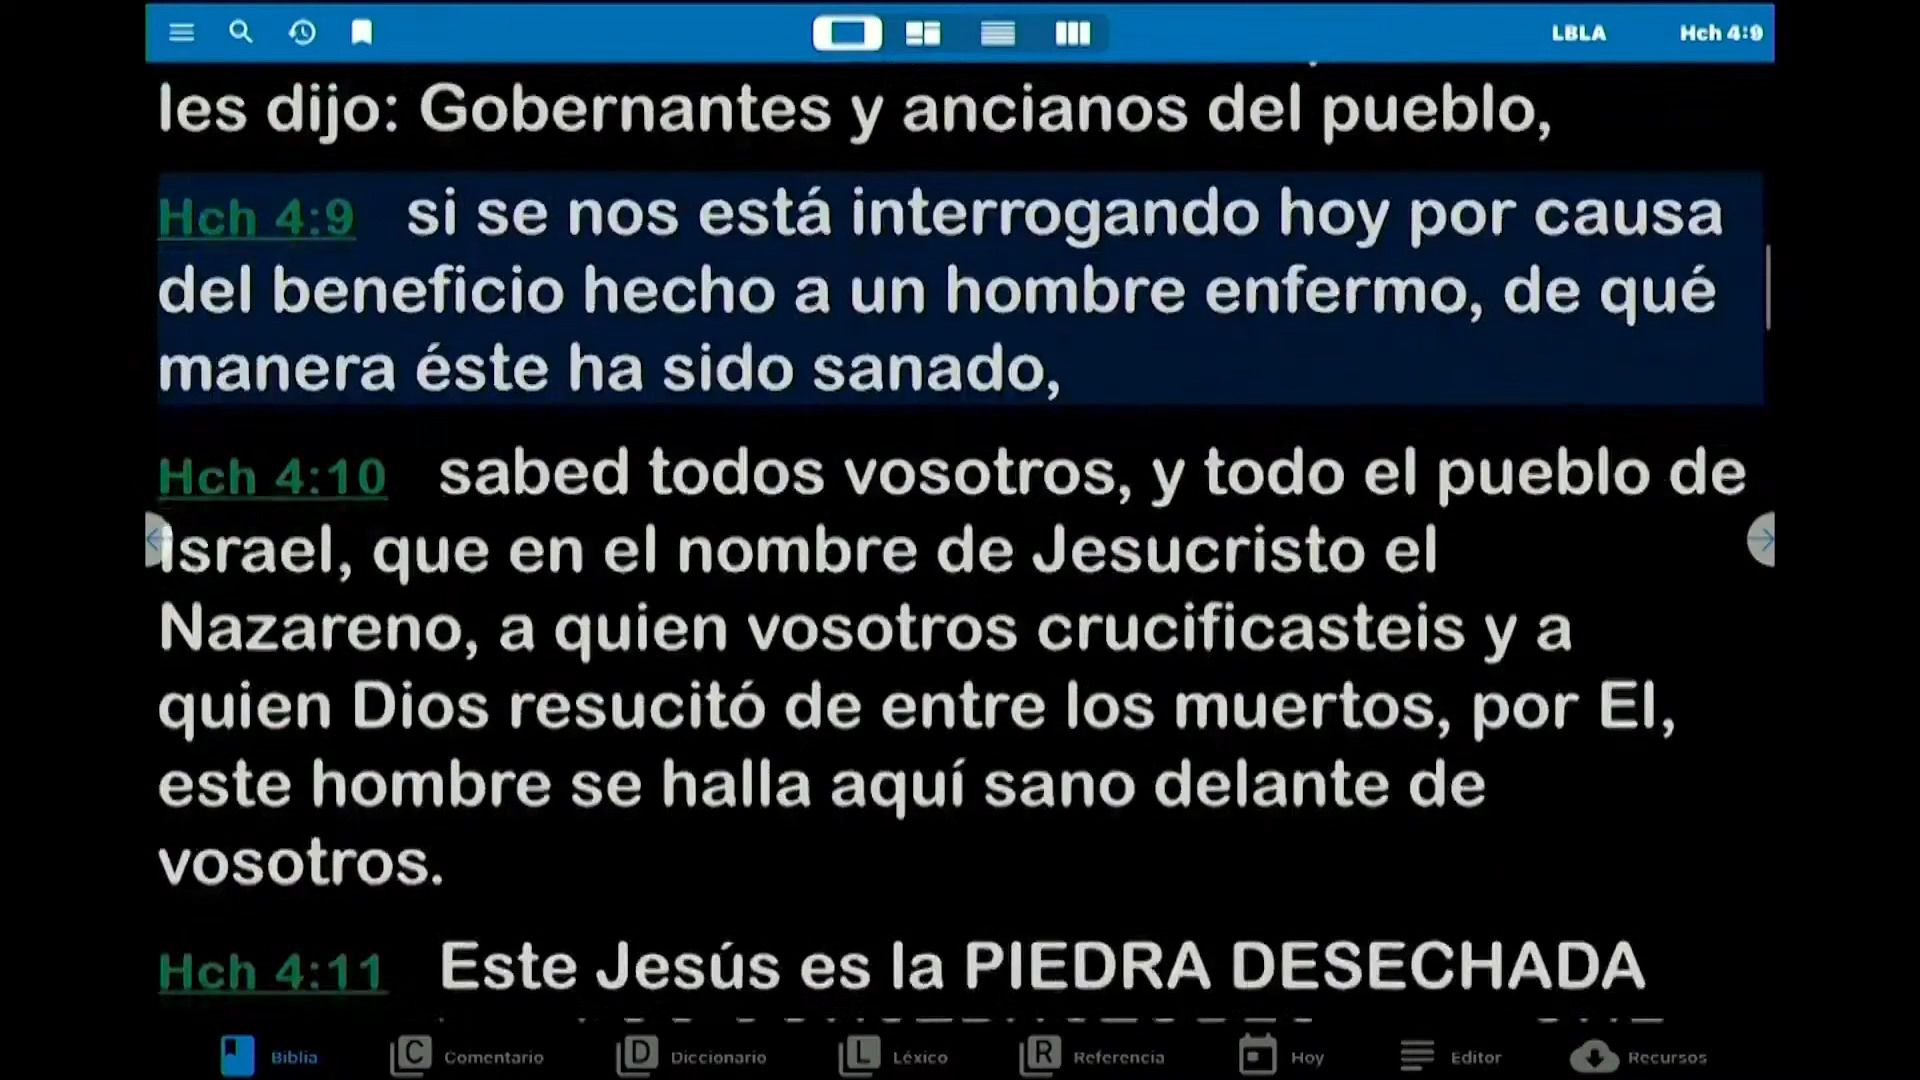 LBLA Hch 4:9
les dijo: Gobernantes y ancianos del pueblo,
Hch 4:9 si se nos está interrogando hoy por causa
del beneficio hecho a un hombre enfermo, de qué
manera éste ha sido sanado,
Hch 4:10 sabed todos vosotros, y todo el pueblo de
Israel, que en el nombre de Jesucristo el
Nazareno, a quien vosotros crucificasteis y a
quien Dios resucitó de entre los muertos, por El,
este hombre se halla aquí sano delante de
vosotros.
Hch 4:11 Este Jesús es la PIEDRA DESECHADA
Biblia C Comentario D Diccionario L Léxico R Referencia Hoy Editor Recursos